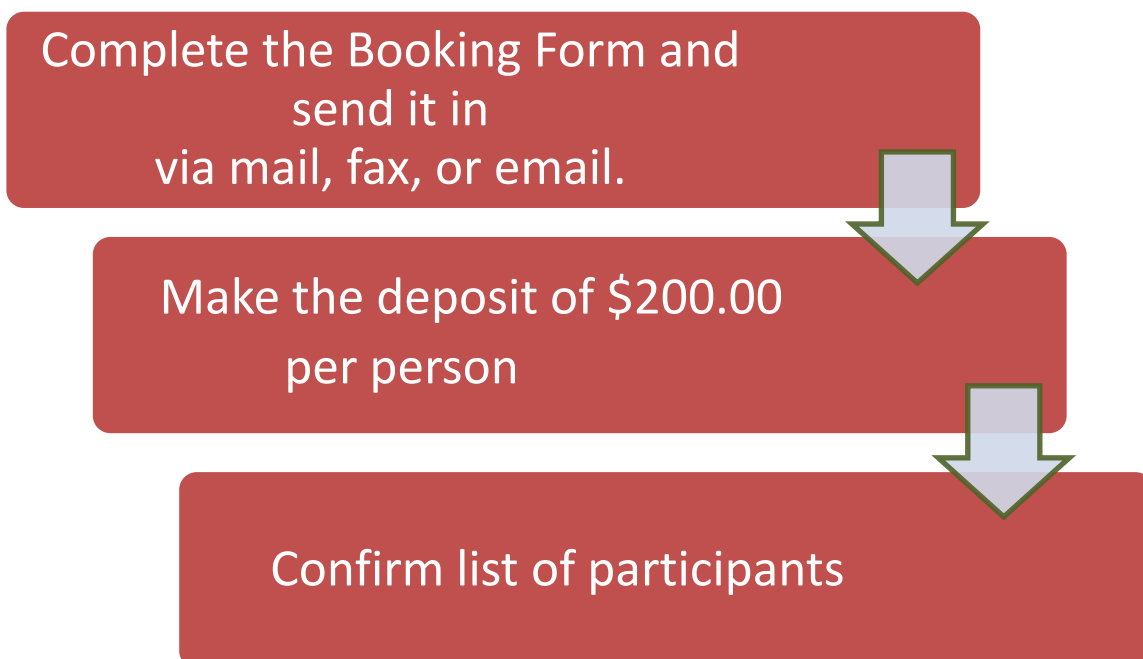 Complete the Booking Form and
send it in
via mail, fax, or email.
Make the deposit of $200.00
per person
Confirm list of participants